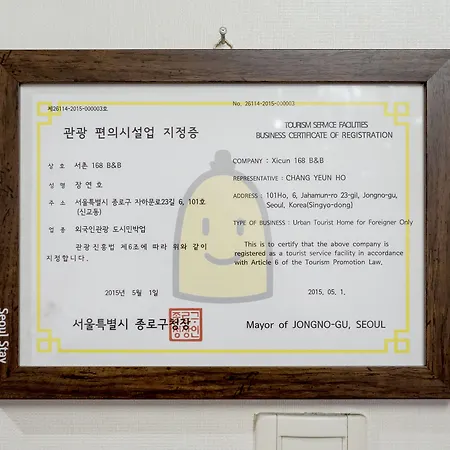 제26114-2015-000003호
관광 편의시설업 지정증
상 호   서촌 168 B&B
성 명   장 연 호
주 소   서울특별시 종로구 자하문로23길 6, 101호
(신교동)
업 종   외국인관광 도시민박업
관광 진흥법 제6조에 따라 위와 같이
지정합니다.
2015년 5월 1일
서울특별시 종로구청장
No. 26114-2015-000003
TOURISM SERVICE FACILITIES
BUSINESS CERTIFICATE OF REGISTRATION
COMPANY : Xicun 168 B&B
REPRESENTATIVE : CHANG YEUN HO
ADDRESS : 101Ho, 6, Jahamun-ro 23-gil, Jongno-gu,
Seoul, Korea(Singyo-dong)
TYPE OF BUSINESS : Urban Tourist Home for Foreigner Only
This is to certify that the above company is
registered as a tourist service facility in accordance
with Article 6 of the Tourism Promotion Law.
2015. 05. 1.
Mayor of JONGNO-GU, SEOUL
Seoul Stay